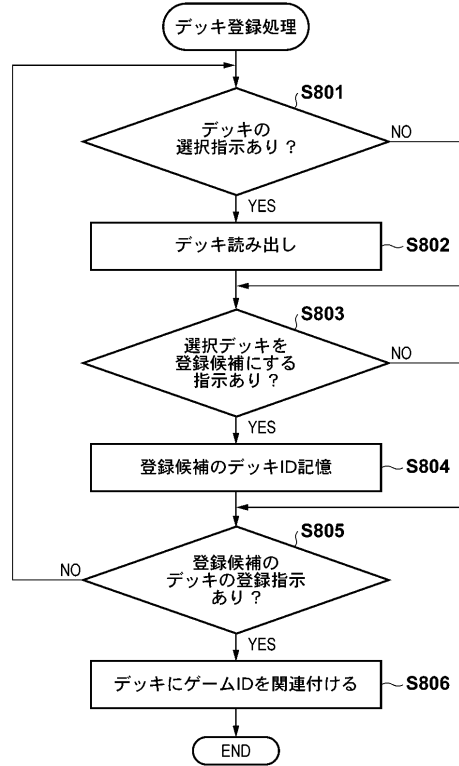 デッキ登録処理
S801
デッキの
選択指示あり？
NO
YES
デッキ読み出し
S802
S803
選択デッキを
登録候補にする
指示あり？
NO
YES
登録候補のデッキID記憶
S804
S805
登録候補の
デッキの登録指示
あり？
NO
YES
デッキにゲームIDを関連付ける
S806
END